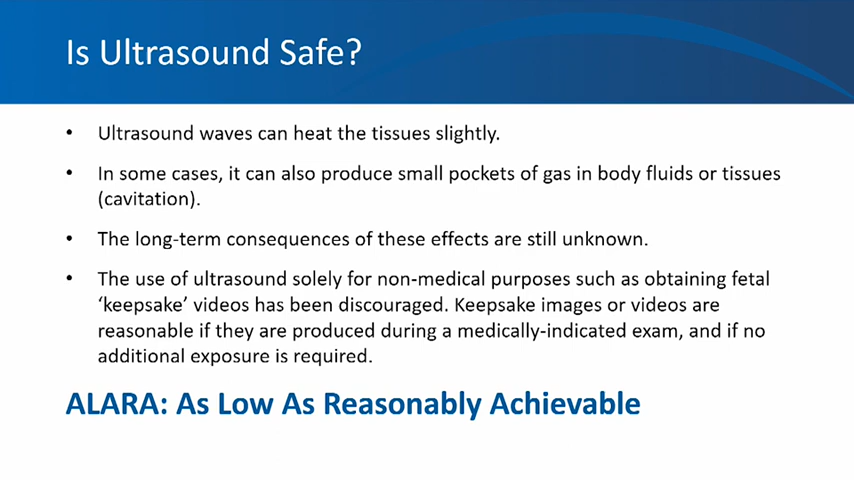 Is Ultrasound Safe?
• Ultrasound waves can heat the tissues slightly.
• In some cases, it can also produce small pockets of gas in body fluids or tissues
(cavitation).
• The long-term consequences of these effects are still unknown.
• The use of ultrasound solely for non-medical purposes such as obtaining fetal
‘keepsake’ videos has been discouraged. Keepsake images or videos are
reasonable if they are produced during a medically-indicated exam, and if no
additional exposure is required.
ALARA: As Low As Reasonably Achievable